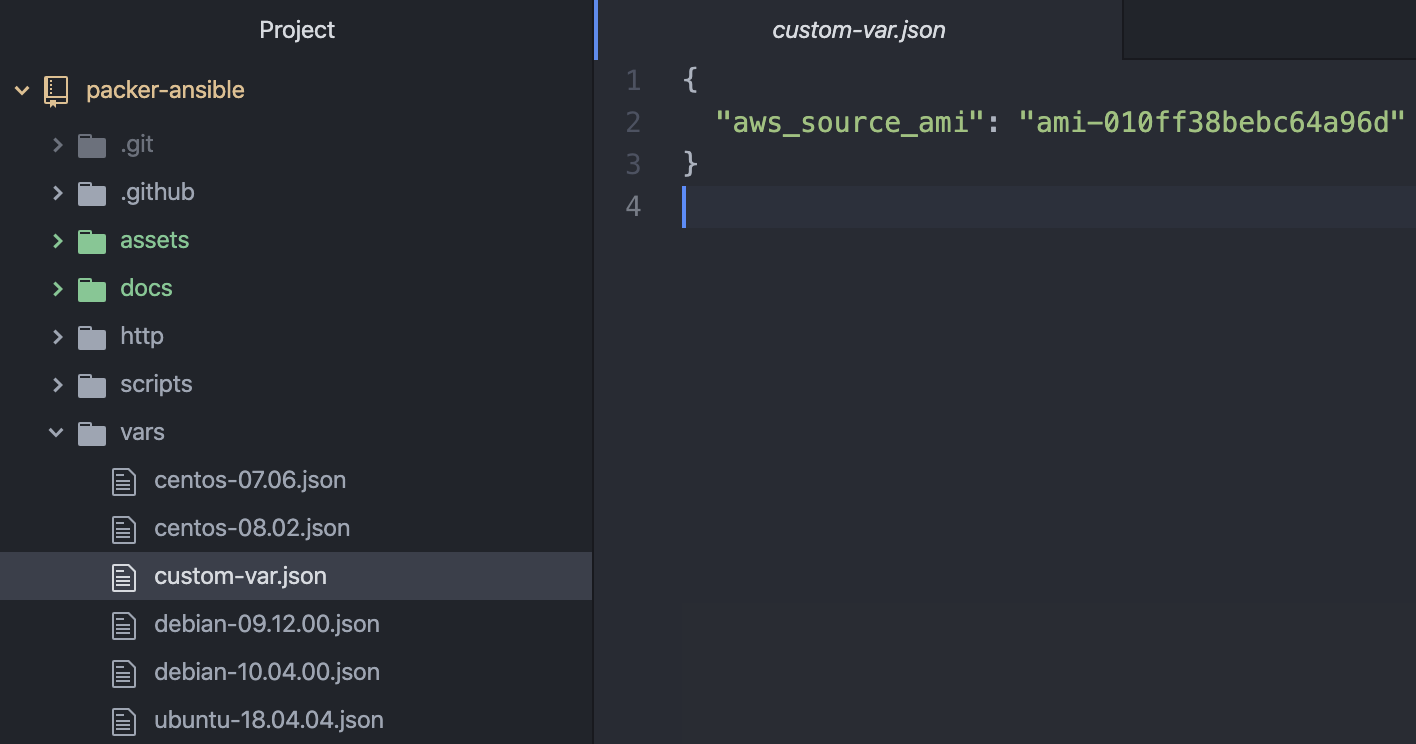 Project
packer-ansible
.git
.github
assets
docs
http
scripts
vars
centos-07.06.json
centos-08.02.json
custom-var.json
debian-09.12.00.json
debian-10.04.00.json
ubuntu-18.04.04.json
custom-var.json
1 {
2 "aws_source_ami": "ami-010ff38bebc64a96d"
3 }
4